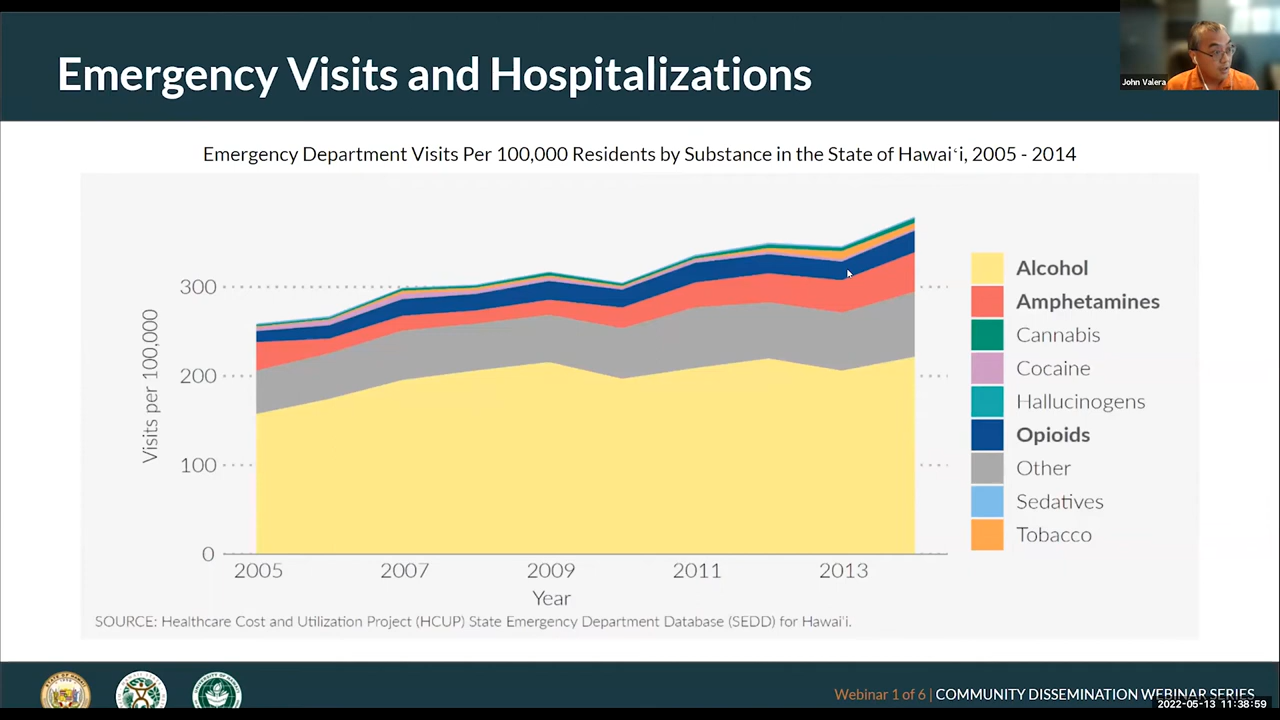 Emergency Visits and Hospitalizations
John Valera
Emergency Department Visits Per 100,000 Residents by Substance in the State of Hawaiʻi, 2005 - 2014
Visits per 100,000
300
200
100
0
2005
2007
2009
2011
2013
Year
Alcohol
Amphetamines
Cannabis
Cocaine
Hallucinogens
Opioids
Other
Sedatives
Tobacco
SOURCE: Healthcare Cost and Utilization Project (HCUP) State Emergency Department Database (SEDD) for Hawai'i.
Webinar 1 of 6 | COMMUNITY DISSEMINATION WEBINAR SERIES
2022-05-13 11:38:59